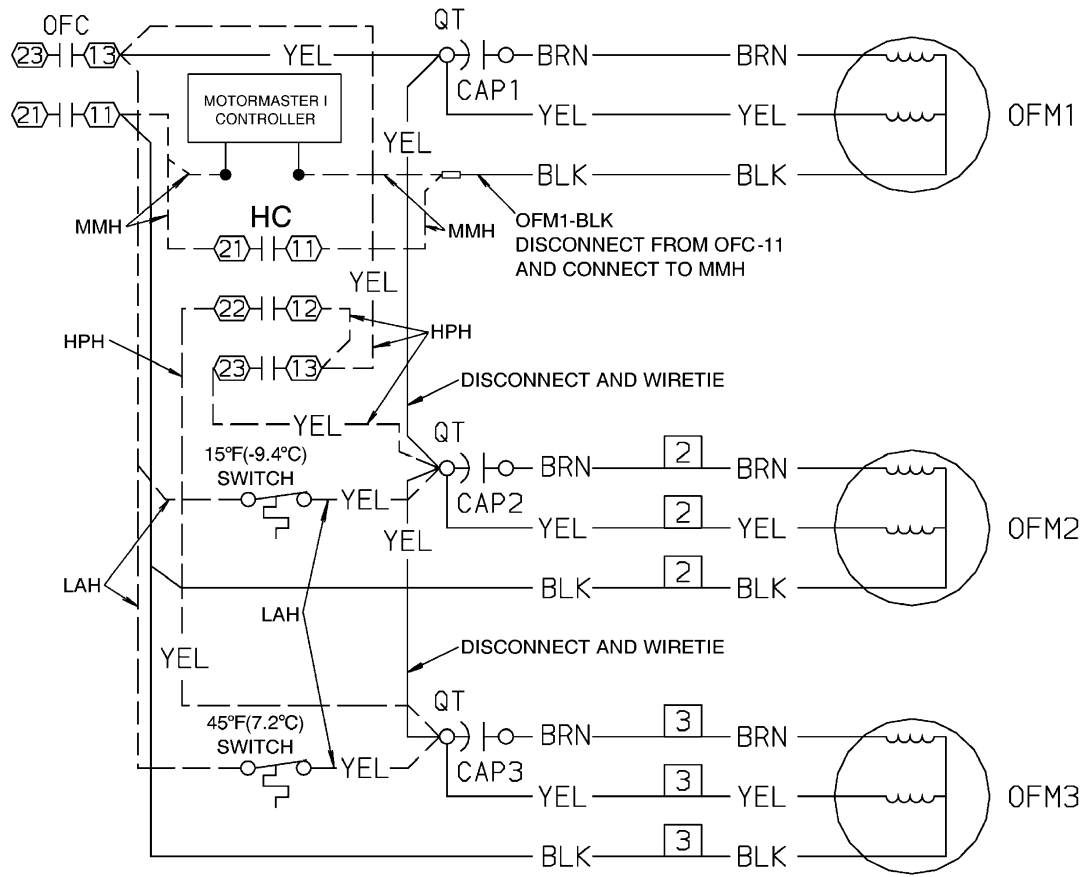 OFC
QT
23 13 YEL BRN BRN
CAP1
MOTORMASTER I
CONTROLLER
21 11 YEL YEL YEL OFM1
BLK BLK
MMH
HC
MMH
OFM1-BLK
DISCONNECT FROM OFC-11
AND CONNECT TO MMH
21 11
YEL
22 12
HPH
HPH
23 13
DISCONNECT AND WIRETIE
YEL
QT
15°F(-9.4°C)
SWITCH
BRN 2 BRN
YEL
CAP2
YEL 2 YEL OFM2
YEL
LAH
BLK 2 BLK
LAH
DISCONNECT AND WIRETIE
YEL
QT
45°F(7.2°C)
SWITCH
BRN 3 BRN
YEL
CAP3
YEL 3 YEL OFM3
BLK 3 BLK